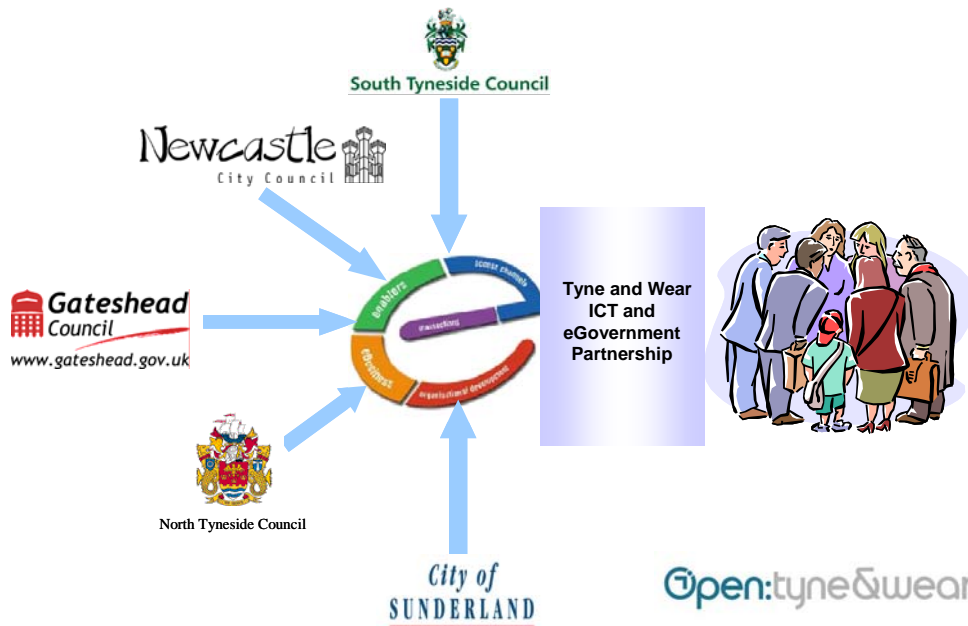 South Tyneside Council
Newcastle
City Council
enablers
access channels
transactions
eBusiness
organisational development
Tyne and Wear
ICT and
eGovernment
Partnership
Gateshead
Council
www.gateshead.gov.uk
North Tyneside Council
City of
SUNDERLAND
Open:tyne&wear